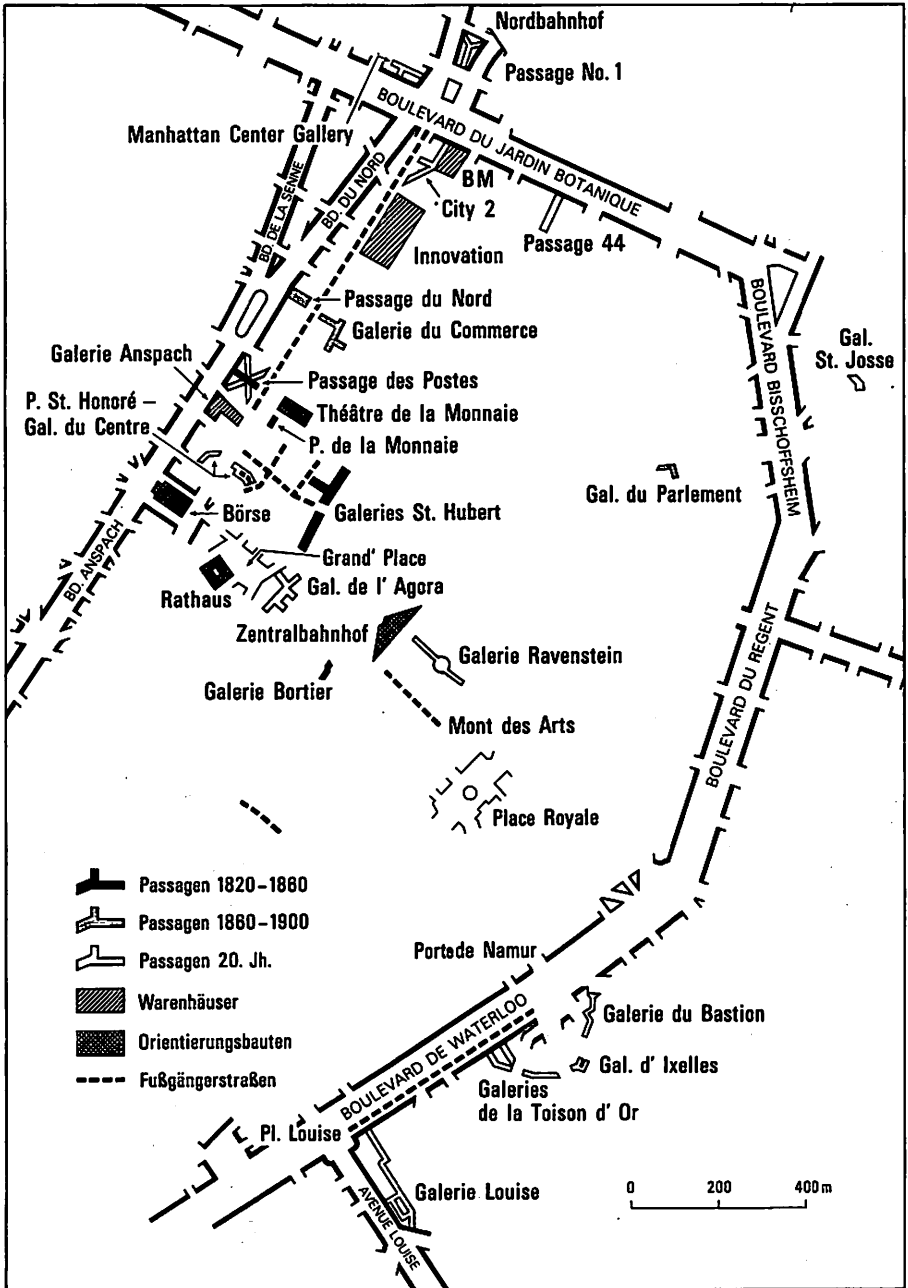 Nordbahnhof
Passage No. 1
Manhattan Center Gallery
BOULEVARD DU JARDIN BOTANIQUE
BD. DE LA SENNE
BD. DU NORD
BM
City 2
Passage 44
Innovation
Passage du Nord
Galerie du Commerce
BOULEVARD BISSCHOFFSHEIM
Gal.
St. Josse
Galerie Anspach
Passage des Postes
P. St. Honoré –
Gal. du Centre
Théâtre de la Monnaie
P. de la Monnaie
Gal. du Parlement
Galeries St. Hubert
Börse
BD. ANSPACH
Grand' Place
Rathaus
Gal. de l' Agora
Zentralbahnhof
Galerie Ravenstein
Galerie Bortier
BOULEVARD DU REGENT
Mont des Arts
Place Royale
Passagen 1820–1860
Passagen 1860–1900
Passagen 20. Jh.
Warenhäuser
Orientierungsbauten
Fußgängerstraßen
Porte de Namur
BOULEVARD DE WATERLOO
Galerie du Bastion
Gal. d' Ixelles
Galeries
de la Toison d' Or
Pl. Louise
Galerie Louise
AVENUE LOUISE
0 200 400 m